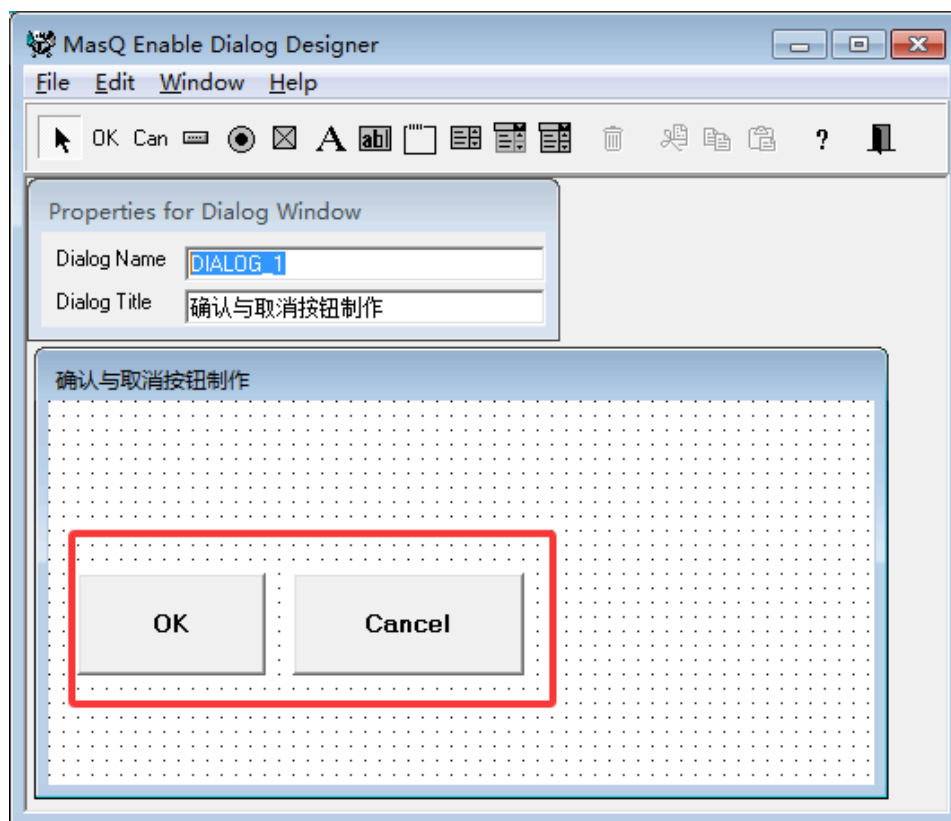 MasQ Enable Dialog Designer
File Edit Window Help
OK Can A ab ?
Properties for Dialog Window
Dialog Name DIALOG_1
Dialog Title 确认与取消按钮制作
确认与取消按钮制作
OK Cancel